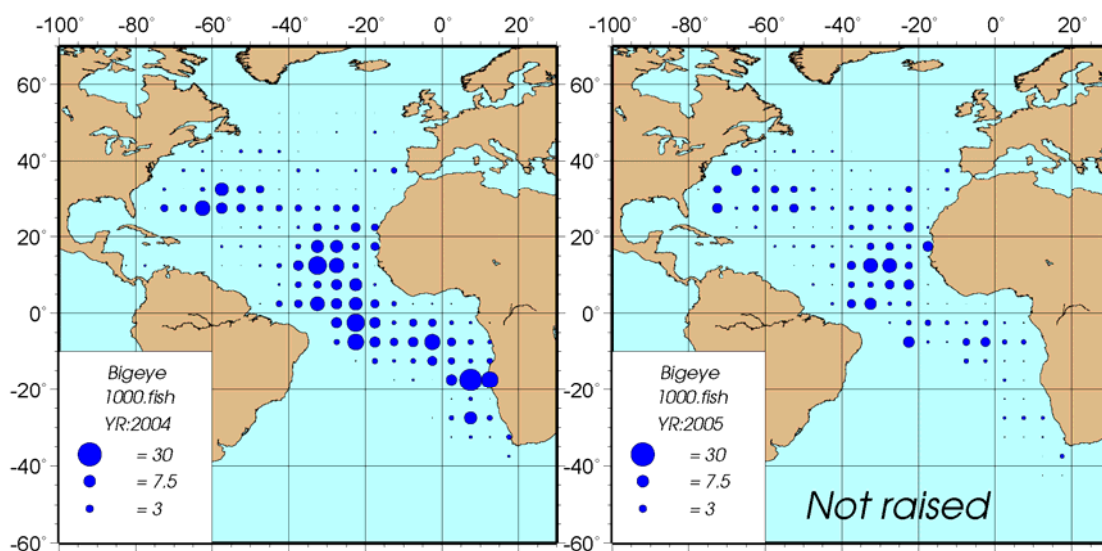 -100 -80 -60 -40 -20 0 20
-100 -80 -60 -40 -20 0 20
60°
40°
20°
0°
-20°
-40°
-60°
Bigeye
1000.fish
YR:2004
= 30
= 7.5
= 3
60°
40°
20°
0°
-20°
-40°
-60°
Bigeye
1000.fish
YR:2005
= 30
= 7.5
= 3
Not raised